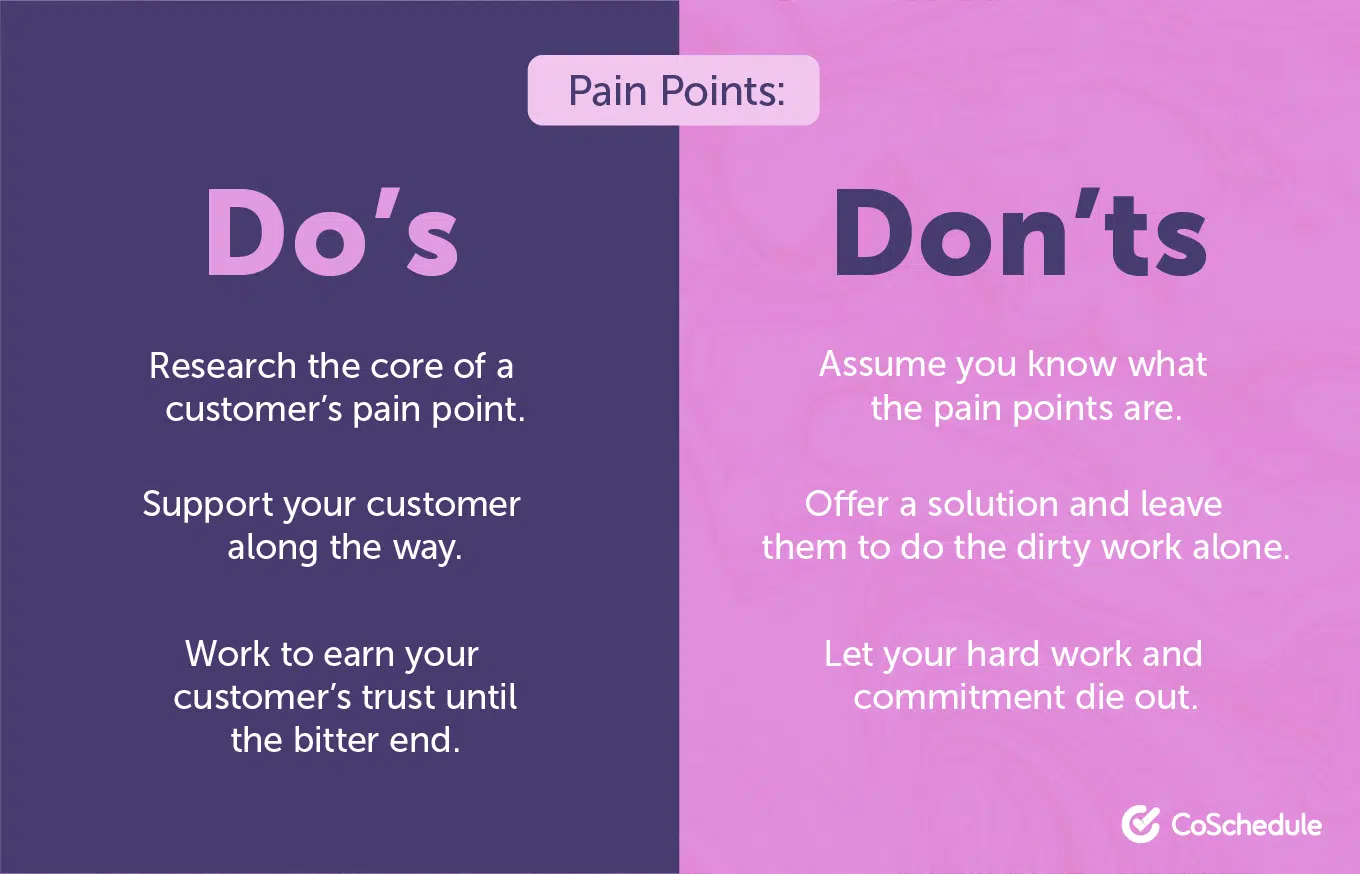 Pain Points:
Do’s
Research the core of a
customer’s pain point.
Support your customer
along the way.
Work to earn your
customer’s trust until
the bitter end.
Don’ts
Assume you know what
the pain points are.
Offer a solution and leave
them to do the dirty work alone.
Let your hard work and
commitment die out.
CoSchedule